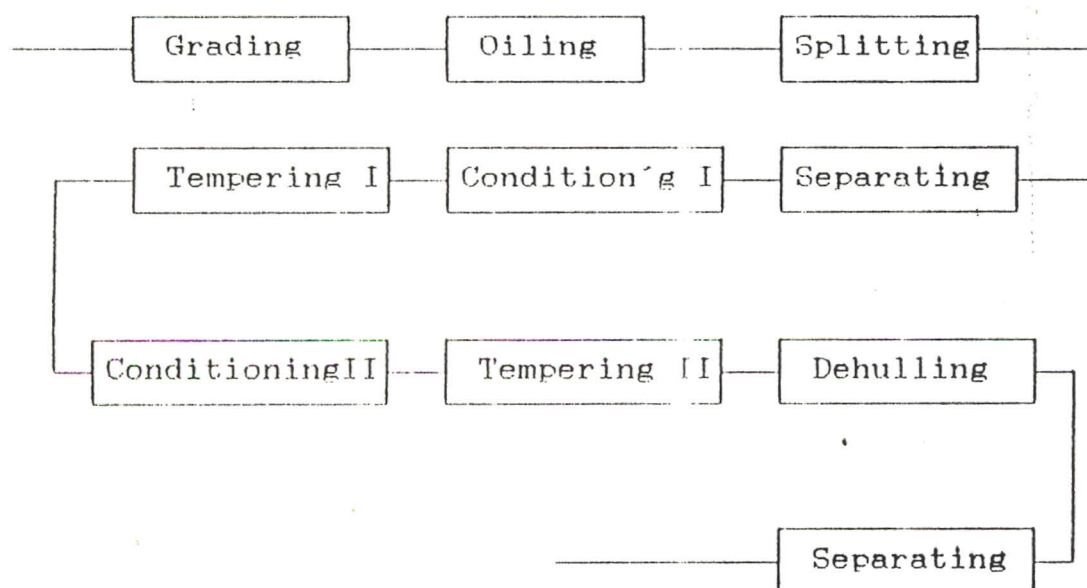 Grading Oiling Splitting
Tempering I Condition´g I Separating
ConditioningII Tempering II Dehulling
Separating